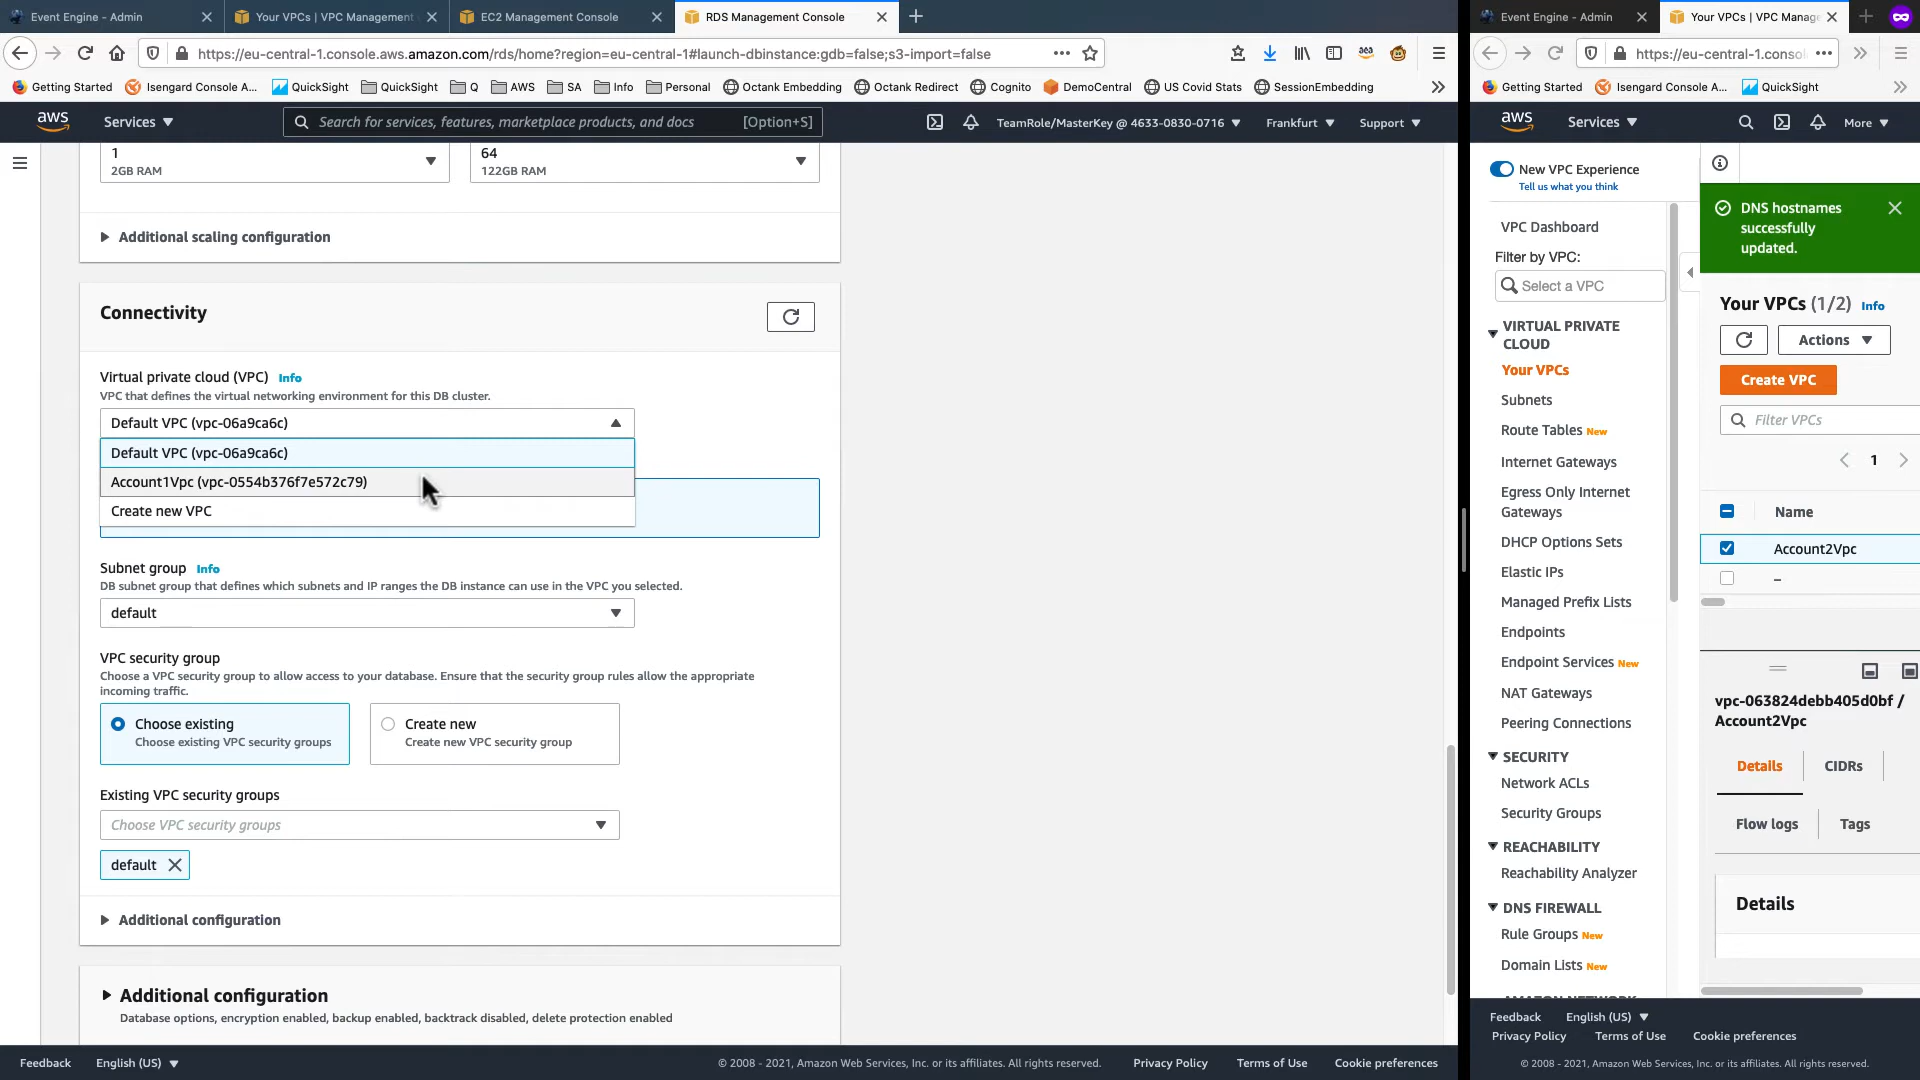 Event Engine - Admin
Your VPCs | VPC Management
EC2 Management Console
RDS Management Console
https://eu-central-1.console.aws.amazon.com/rds/home?region=eu-central-1#launch-dbinstance:gdb=false;s3-import=false
Getting Started
Isengard Console A...
QuickSight
QuickSight
Q
AWS
SA
Info
Personal
Octank Embedding
Octank Redirect
Cognito
DemoCentral
US Covid Stats
SessionEmbedding
aws
Services
Search for services, features, marketplace products, and docs
[Option+S]
TeamRole/MasterKey @ 4633-0830-0716
Frankfurt
Support
1
2GB RAM
64
122GB RAM
Additional scaling configuration
Connectivity
Virtual private cloud (VPC) Info
VPC that defines the virtual networking environment for this DB cluster.
Default VPC (vpc-06a9ca6c)
Default VPC (vpc-06a9ca6c)
Account1Vpc (vpc-0554b376f7e572c79)
Create new VPC
Subnet group Info
DB subnet group that defines which subnets and IP ranges the DB instance can use in the VPC you selected.
default
VPC security group
Choose a VPC security group to allow access to your database. Ensure that the security group rules allow the appropriate
incoming traffic.
Choose existing
Choose existing VPC security groups
Create new
Create new VPC security group
Existing VPC security groups
Choose VPC security groups
default
Additional configuration
Additional configuration
Database options, encryption enabled, backup enabled, backtrack disabled, delete protection enabled
Feedback
English (US)
© 2008 - 2021, Amazon Web Services, Inc. or its affiliates. All rights reserved.
Privacy Policy
Terms of Use
Cookie preferences
Event Engine - Admin
Your VPCs | VPC Manage
https://eu-central-1.consol
Getting Started
Isengard Console A...
QuickSight
aws
Services
More
New VPC Experience
Tell us what you think
VPC Dashboard
Filter by VPC:
Select a VPC
VIRTUAL PRIVATE
CLOUD
Your VPCs
Subnets
Route Tables New
Internet Gateways
Egress Only Internet
Gateways
DHCP Options Sets
Elastic IPs
Managed Prefix Lists
Endpoints
Endpoint Services New
NAT Gateways
Peering Connections
SECURITY
Network ACLs
Security Groups
REACHABILITY
Reachability Analyzer
DNS FIREWALL
Rule Groups New
Domain Lists New
DNS hostnames
successfully
updated.
Your VPCs (1/2) Info
Actions
Create VPC
Filter VPCs
1
Name
Account2Vpc
–
vpc-063824debb405d0bf /
Account2Vpc
Details
CIDRs
Flow logs
Tags
Details
Feedback
English (US)
Privacy Policy
Terms of Use
Cookie preferences
© 2008 - 2021, Amazon Web Services, Inc. or its affiliates. All rights reserved.